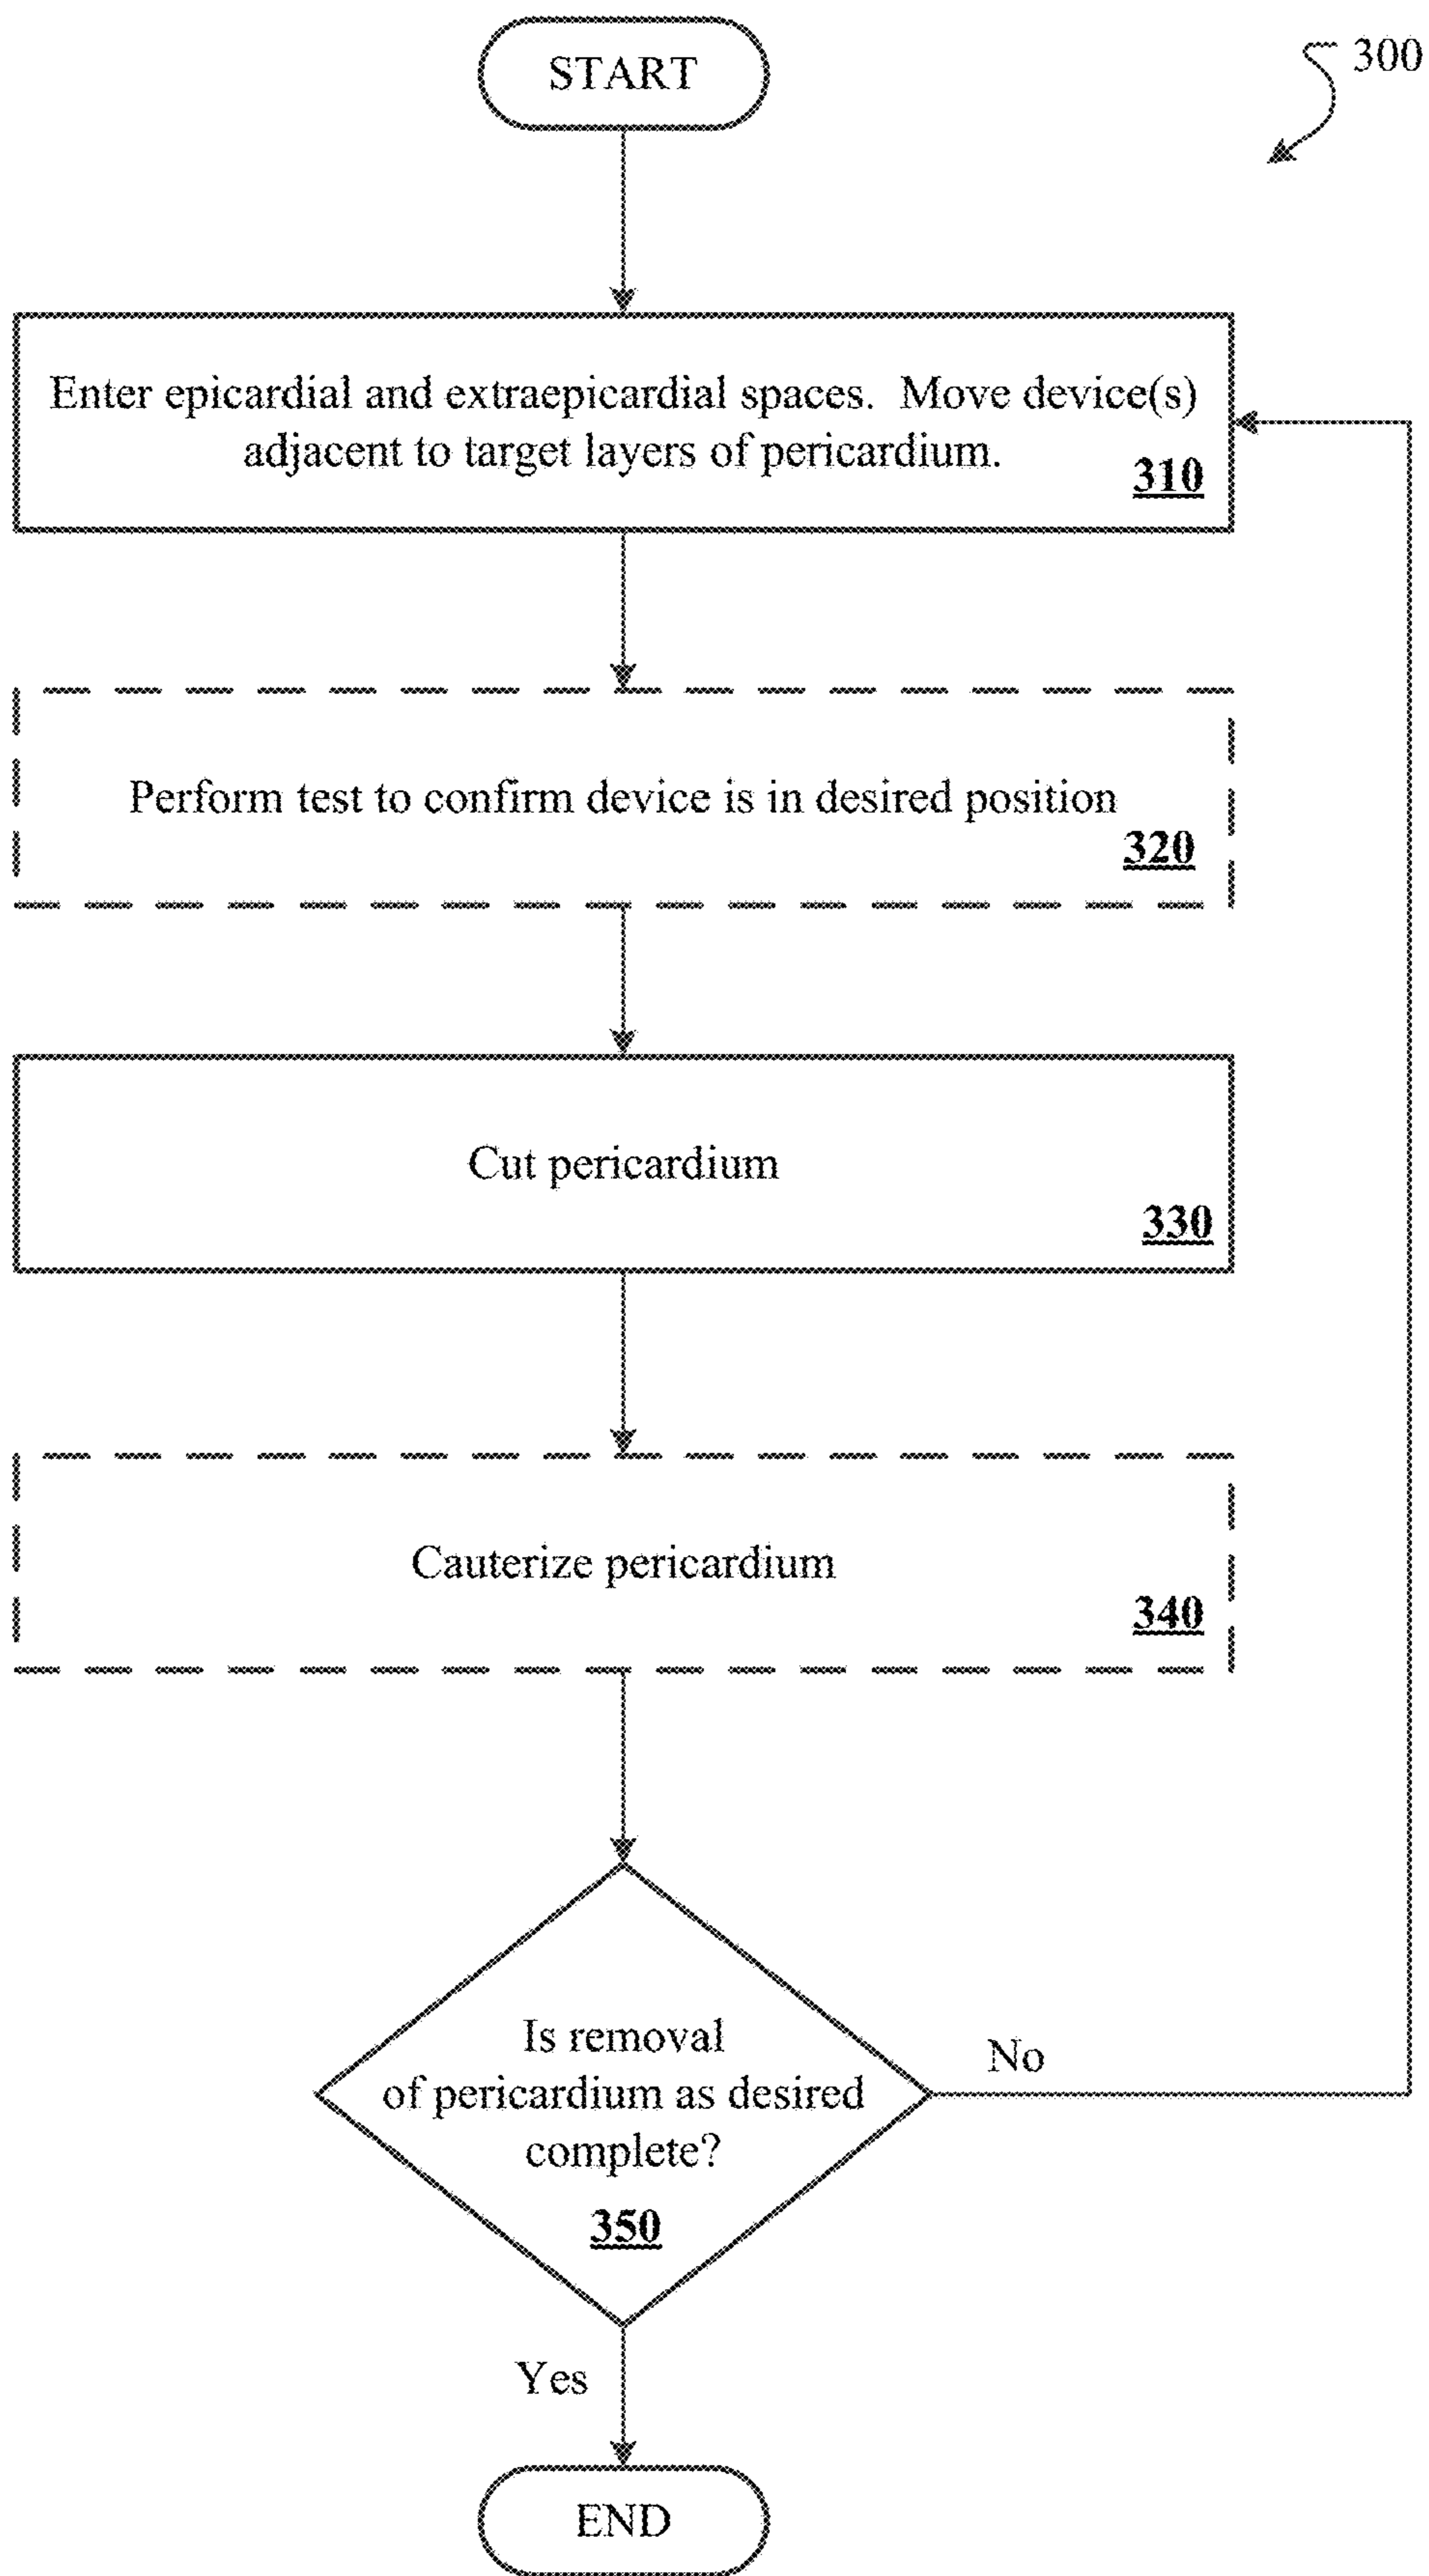 START
300
Enter epicardial and extraepicardial spaces. Move device(s)
adjacent to target layers of pericardium.
310
Perform test to confirm device is in desired position
320
Cut pericardium
330
Cauterize pericardium
340
Is removal
of pericardium as desired
complete?
350
No
Yes
END